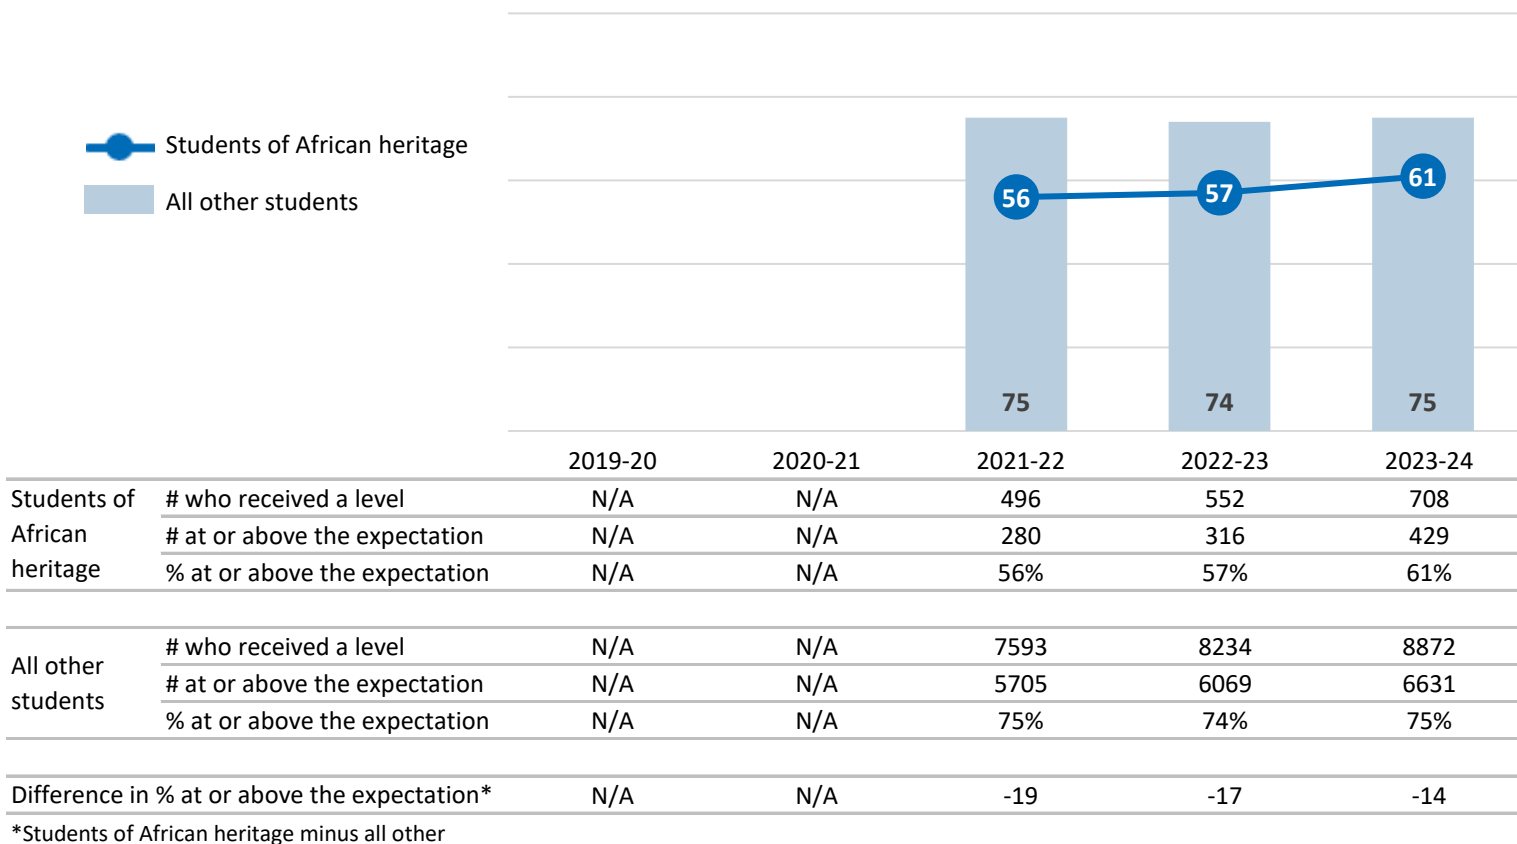 Students of African heritage
All other students
56 57 61
75 74 75
2019-20 2020-21 2021-22 2022-23 2023-24
Students of African heritage
# who received a level N/A N/A 496 552 708
# at or above the expectation N/A N/A 280 316 429
% at or above the expectation N/A N/A 56% 57% 61%
All other students
# who received a level N/A N/A 7593 8234 8872
# at or above the expectation N/A N/A 5705 6069 6631
% at or above the expectation N/A N/A 75% 74% 75%
Difference in % at or above the expectation* N/A N/A -19 -17 -14
*Students of African heritage minus all other